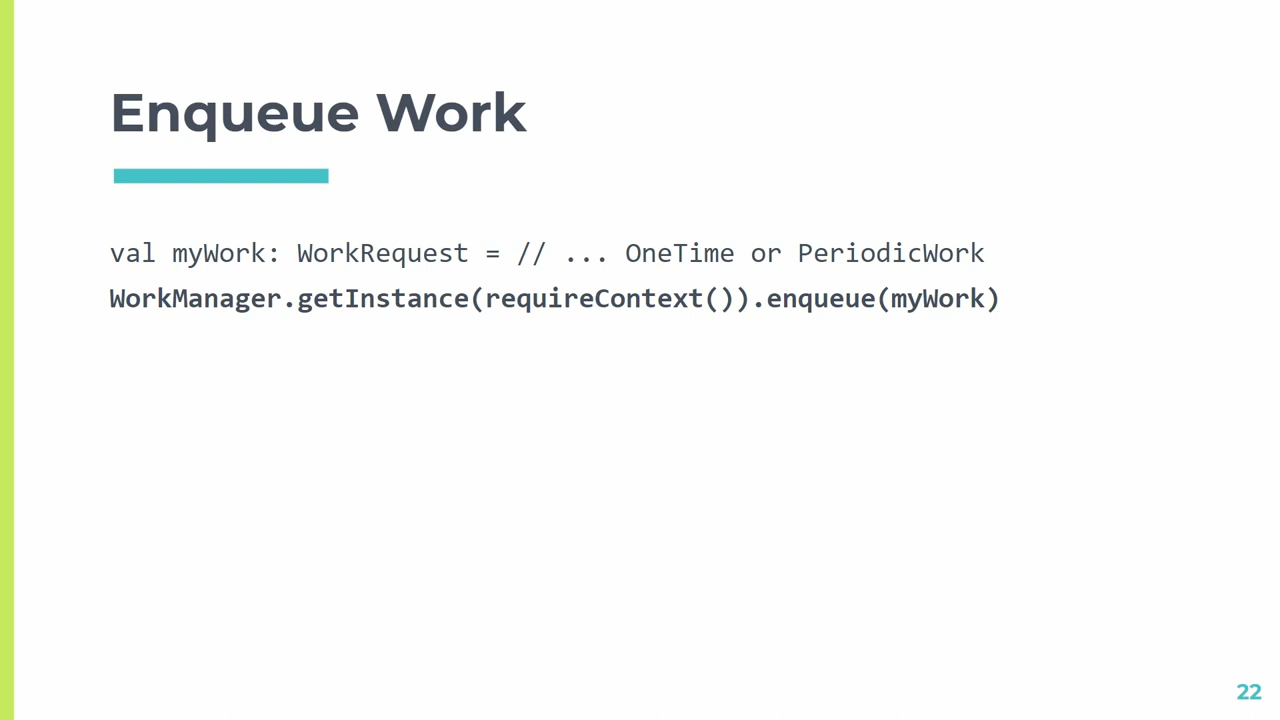 Enqueue Work
val myWork: WorkRequest = // ... OneTime or PeriodicWork
WorkManager.getInstance(requireContext()).enqueue(myWork)
22